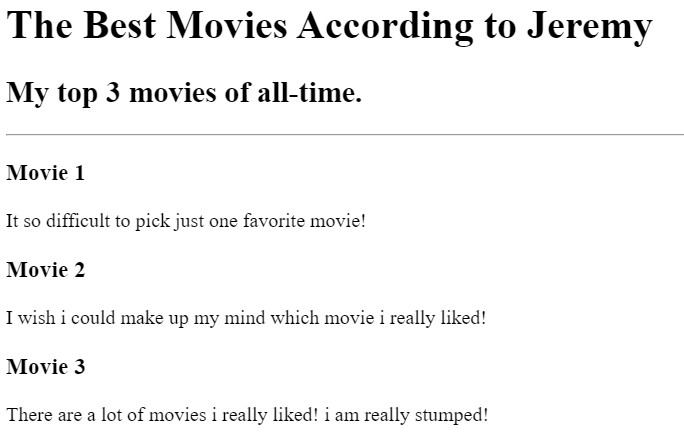 The Best Movies According to Jeremy
My top 3 movies of all-time.
Movie 1
It so difficult to pick just one favorite movie!
Movie 2
I wish i could make up my mind which movie i really liked!
Movie 3
There are a lot of movies i really liked! i am really stumped!